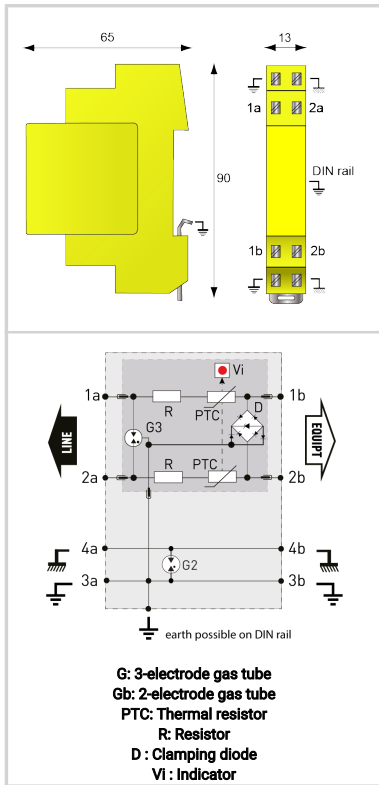 65
13
1a
2a
90
DIN rail
1b
2b
Vi
1a
1b
R
PTC
D
G3
LINE
EQUIPT
R
PTC
2a
2b
4a
4b
G2
3a
3b
earth possible on DIN rail
G: 3-electrode gas tube
Gb: 2-electrode gas tube
PTC: Thermal resistor
R: Resistor
D : Clamping diode
Vi : Indicator